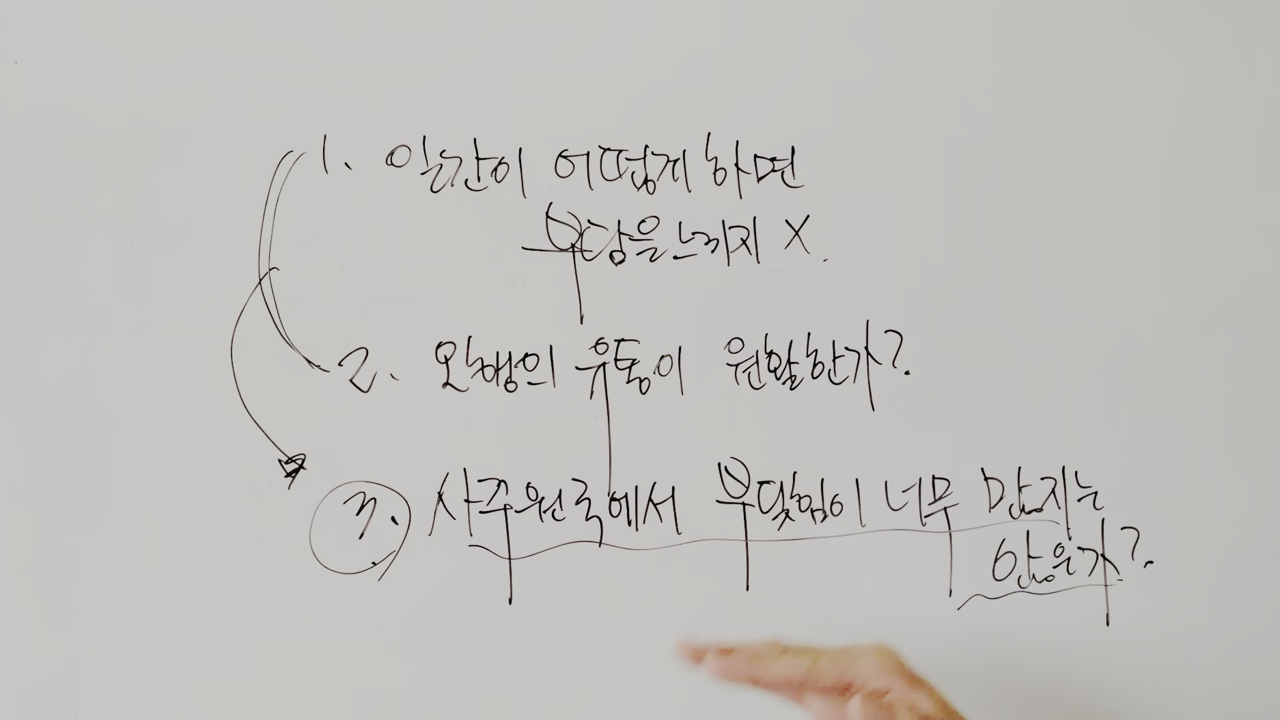 1. 일간이 어떻게 하면
부담을 느끼지 X.
2. 오행의 유통이 원활한가?
3. 사주원국에서 부딪힘이 너무 많지는
않은가?